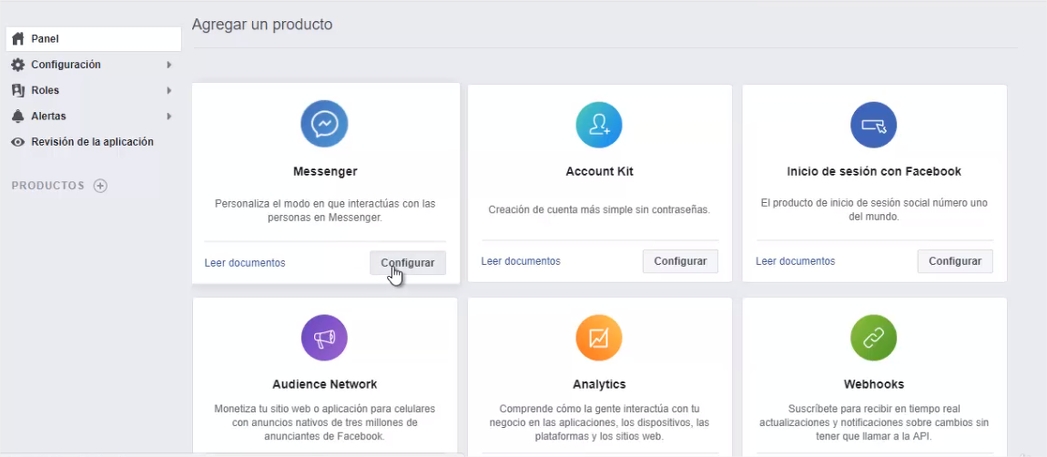 Agregar un producto
Panel
Configuración
Roles
Alertas
Revisión de la aplicación
PRODUCTOS
Messenger
Personaliza el modo en que interactúas con las
personas en Messenger.
Leer documentos
Configurar
Account Kit
Creación de cuenta más simple sin contraseñas.
Leer documentos
Configurar
Inicio de sesión con Facebook
El producto de inicio de sesión social número uno
del mundo.
Leer documentos
Configurar
Audience Network
Monetiza tu sitio web o aplicación para celulares
con anuncios nativos de tres millones de
anunciantes de Facebook.
Analytics
Comprende cómo la gente interactúa con tu
negocio en las aplicaciones, los dispositivos, las
plataformas y los sitios web.
Webhooks
Suscríbete para recibir en tiempo real
actualizaciones y notificaciones sobre cambios sin
tener que llamar a la API.